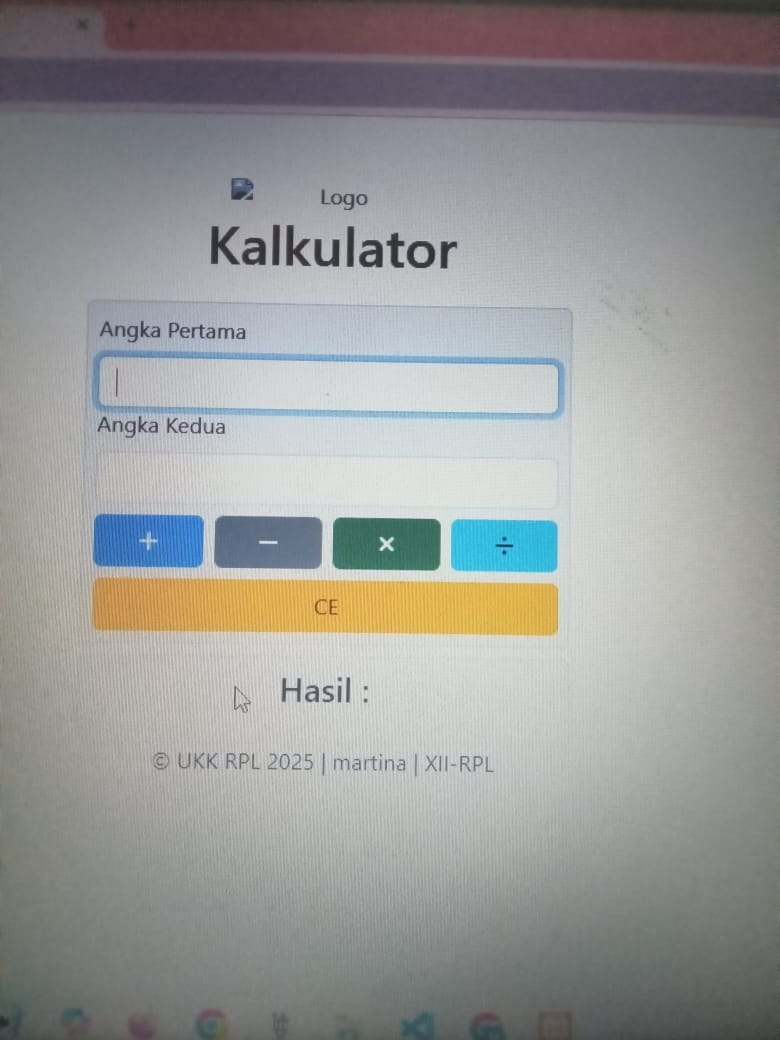 Logo
Kalkulator
Angka Pertama
Angka Kedua
+ − × ÷
CE
Hasil :
© UKK RPL 2025 | martina | XII-RPL